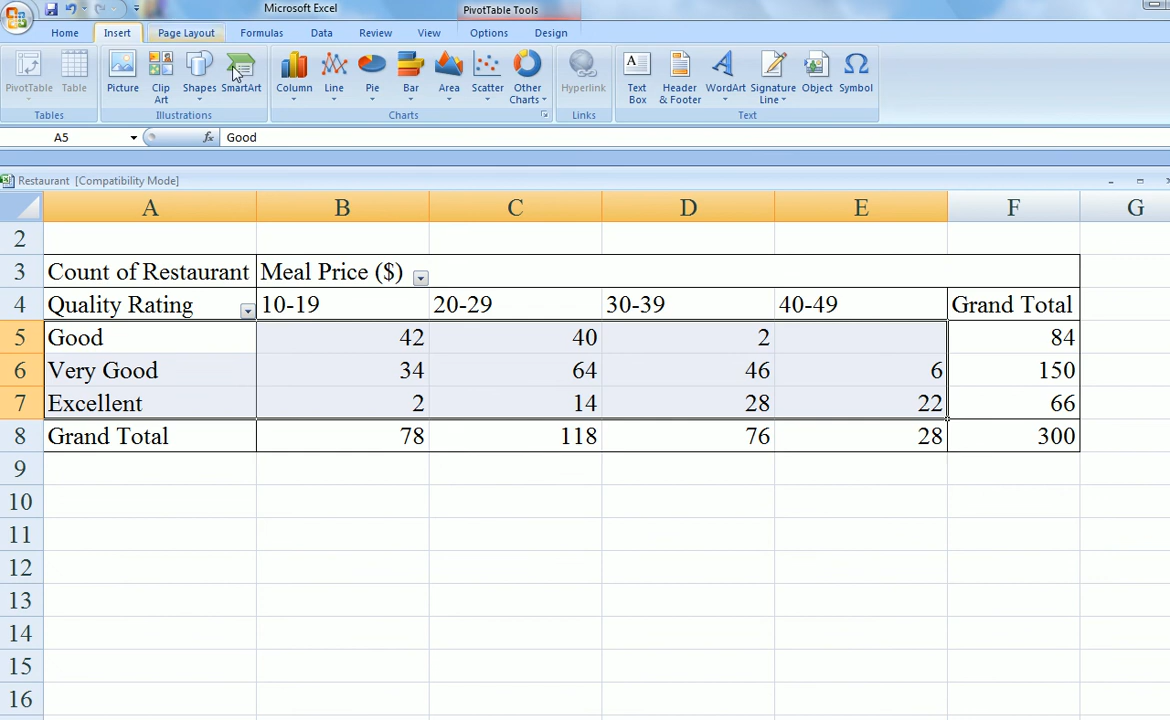 Microsoft Excel
PivotTable Tools
Home Insert Page Layout Formulas Data Review View Options Design
PivotTable Table Picture Clip Art Shapes SmartArt Column Line Pie Bar Area Scatter Other Charts Hyperlink Text Box Header & Footer WordArt Signature Line Object Symbol
Tables Illustrations Charts Links Text
A5 fx Good
Restaurant [Compatibility Mode]
A B C D E F G
2
3 Count of Restaurant Meal Price ($)
4 Quality Rating 10-19 20-29 30-39 40-49 Grand Total
5 Good 42 40 2 84
6 Very Good 34 64 46 6 150
7 Excellent 2 14 28 22 66
8 Grand Total 78 118 76 28 300
9
10
11
12
13
14
15
16